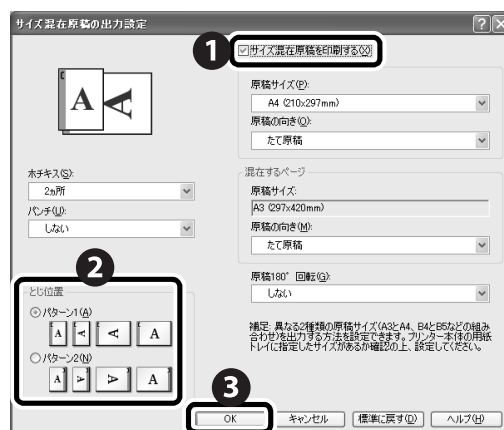 サイズ混在原稿の出力設定
1
サイズ混在原稿を印刷する(X)
A A
原稿サイズ(P):
A4 (210x297mm)
原稿の向き(O):
たて原稿
ホチキス(S):
2ヵ所
パンチ(U):
しない
混在するページ
原稿サイズ:
A3 (297x420mm)
原稿の向き(M):
たて原稿
原稿180° 回転(G):
しない
2
とじ位置
パターン1(A)
A A A A
パターン2(N)
A A A A
補足: 異なる2種類の原稿サイズ(A3とA4、B4とB5などの組み
合わせ)を出力する方法を設定できます。プリンター本体の用紙
トレイに指定したサイズがあるか確認の上、設定してください。
3
OK
キャンセル
標準に戻す(D)
ヘルプ(H)